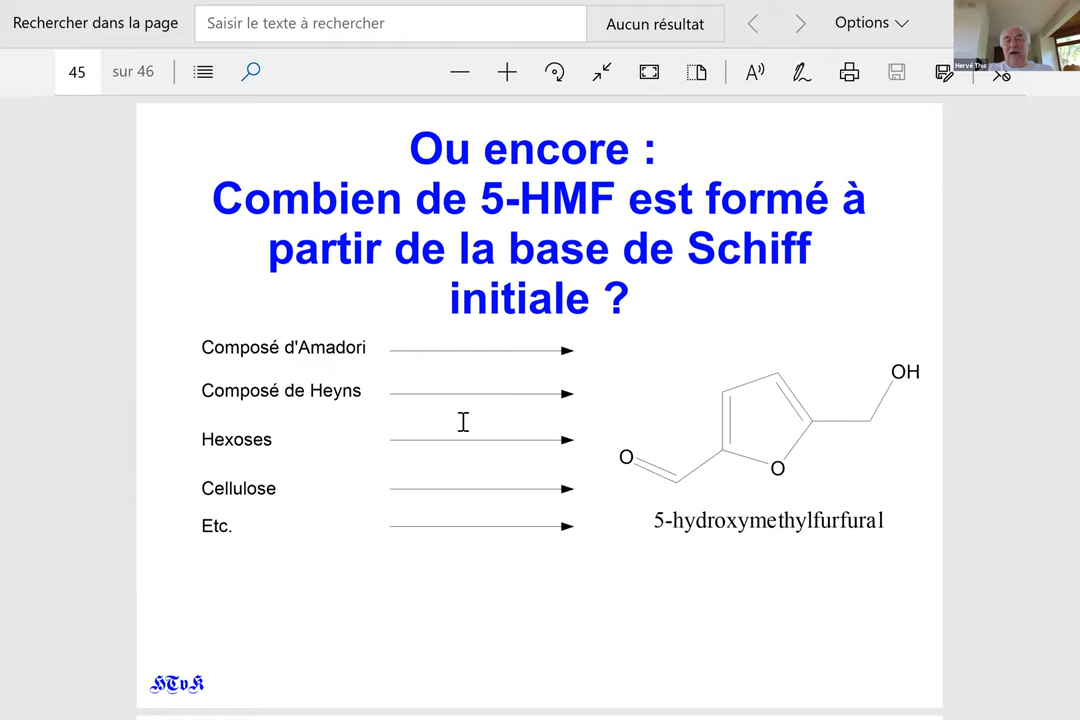 Rechercher dans la page
Saisir le texte à rechercher
Aucun résultat
Options
Hervé This
45
sur 46
Ou encore :
Combien de 5-HMF est formé à
partir de la base de Schiff
initiale ?
Composé d'Amadori
Composé de Heyns
Hexoses
Cellulose
Etc.
OH
O
O
5-hydroxymethylfurfural
HTvK